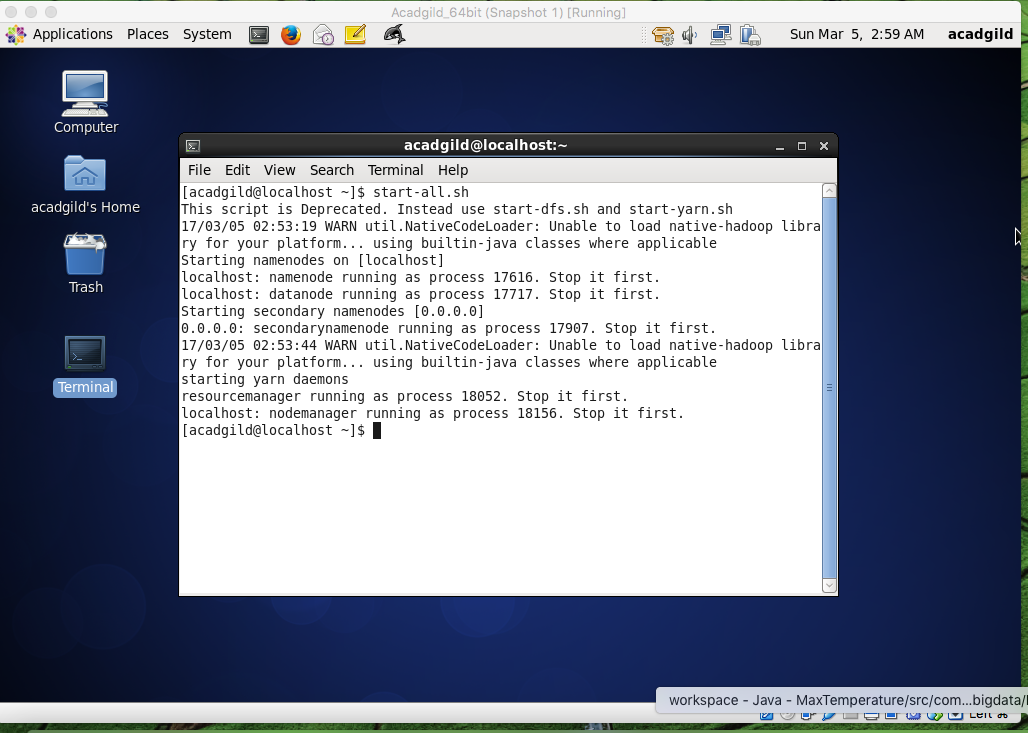 Acadgild_64bit (Snapshot 1) [Running]
Applications Places System Sun Mar 5, 2:59 AM acadgild
Computer
acadgild's Home
Trash
Terminal
acadgild@localhost:~
File Edit View Search Terminal Help
[acadgild@localhost ~]$ start-all.sh
This script is Deprecated. Instead use start-dfs.sh and start-yarn.sh
17/03/05 02:53:19 WARN util.NativeCodeLoader: Unable to load native-hadoop libra
ry for your platform... using builtin-java classes where applicable
Starting namenodes on [localhost]
localhost: namenode running as process 17616. Stop it first.
localhost: datanode running as process 17717. Stop it first.
Starting secondary namenodes [0.0.0.0]
0.0.0.0: secondarynamenode running as process 17907. Stop it first.
17/03/05 02:53:44 WARN util.NativeCodeLoader: Unable to load native-hadoop libra
ry for your platform... using builtin-java classes where applicable
starting yarn daemons
resourcemanager running as process 18052. Stop it first.
localhost: nodemanager running as process 18156. Stop it first.
[acadgild@localhost ~]$
workspace - Java - MaxTemperature/src/com...bigdata/
Left ⌘